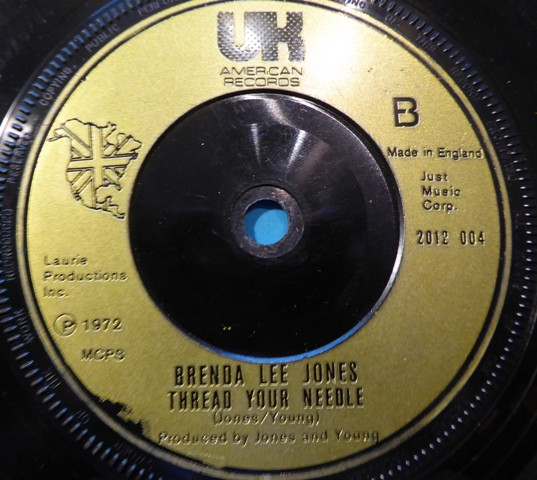 UK
AMERICAN
RECORDS
B
Made in England
Just
Music
Corp.
2012 004
Laurie
Productions
Inc.
℗ 1972
MCPS
BRENDA LEE JONES
THREAD YOUR NEEDLE
(Jones/Young)
Produced by Jones and Young